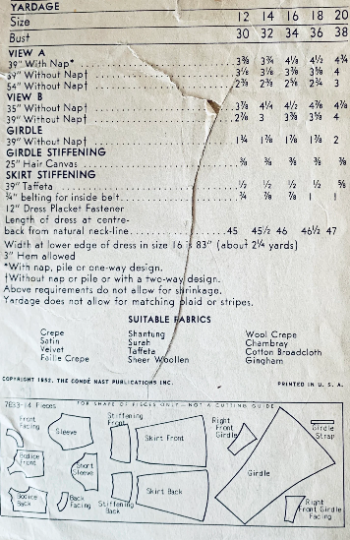 YARDAGE
Size 12 14 16 18 20
Bust 30 32 34 36 38
VIEW A
39" With Nap* 3⅜ 3¾ 4⅛ 4½ 4¾
39" Without Nap† 3⅛ 3⅜ 3⅜ 3⅝ 4
54" Without Nap† 2⅜ 2⅜ 2⅝ 2¾ 3
VIEW B
35" Without Nap† 3⅞ 4¼ 4½ 4⅝ 4⅞
39" Without Nap† 2⅞ 3 3⅜ 3⅝ 4
GIRDLE
39" Without Nap† 1¾ 1⅞ 1⅞ 1⅞ 2
GIRDLE STIFFENING
25" Hair Canvas ⅜ ⅜ ⅜ ⅜ ⅜
SKIRT STIFFENING
39" Taffeta ½ ½ ½ ½ ⅝
¾" belting for inside belt ¾ ⅞ ⅞ 1 1
12" Dress Placket Fastener
Length of dress at centre-
back from natural neck-line 45 45½ 46 46½ 47
Width at lower edge of dress in size 16 is 83" (about 2¼ yards)
3" Hem allowed
*With nap, pile or one-way design.
†Without nap or pile or with a two-way design.
Above requirements do not allow for shrinkage.
Yardage does not allow for matching plaid or stripes.
SUITABLE FABRICS
Crepe Shantung Wool Crepe
Satin Surah Chambray
Velvet Taffeta Cotton Broadcloth
Faille Crepe Sheer Woollen Gingham
COPYRIGHT 1952, THE CONDÉ NAST PUBLICATIONS INC. PRINTED IN U. S. A.
Pieces FOR SHAPE OF PIECES ONLY—NOT A CUTTING GUIDE
Front Facing
Sleeve
Stiffening Front
Skirt Front
Right Front Girdle
Girdle Strap
Bodice Front
Short Sleeve
Girdle
Bodice Back
Back Facing
Stiffening Back
Skirt Back
Right Front Girdle Facing